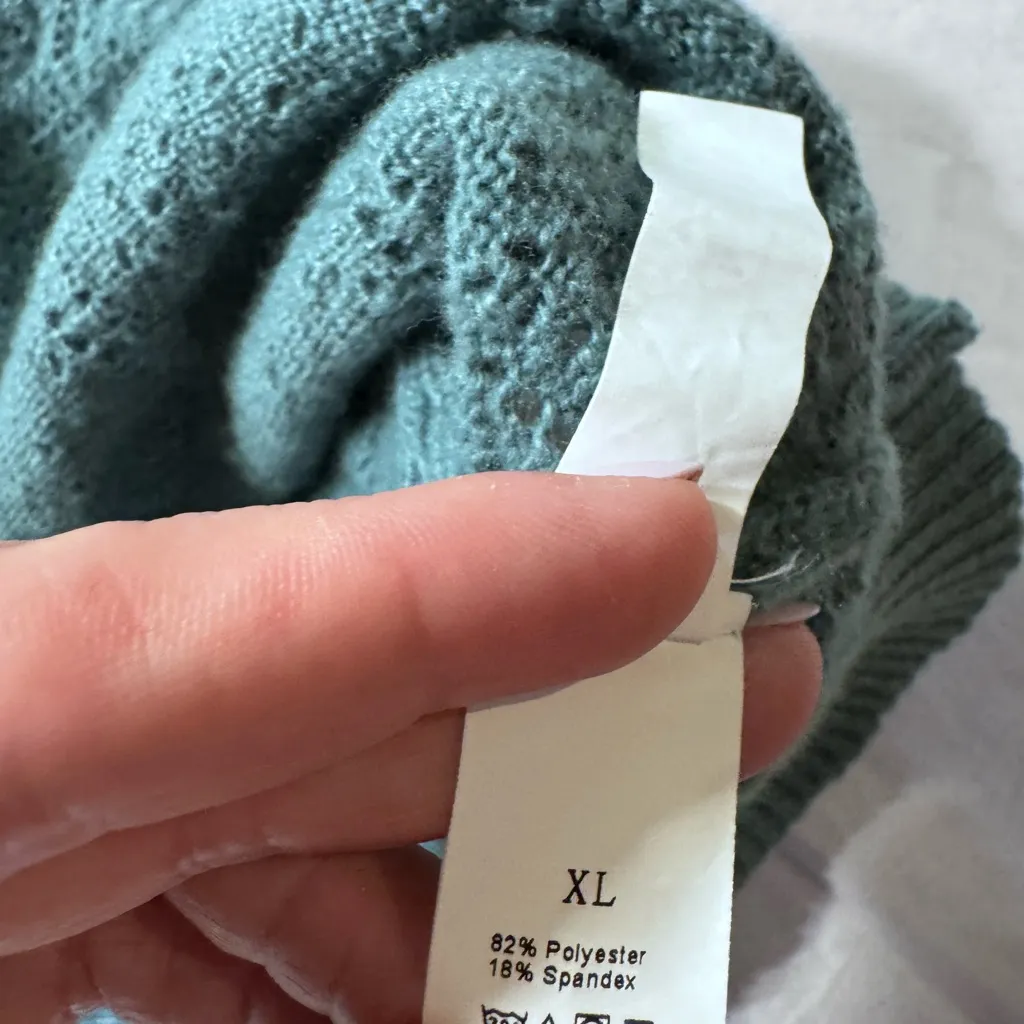 XL
82% Polyester
18% Spandex